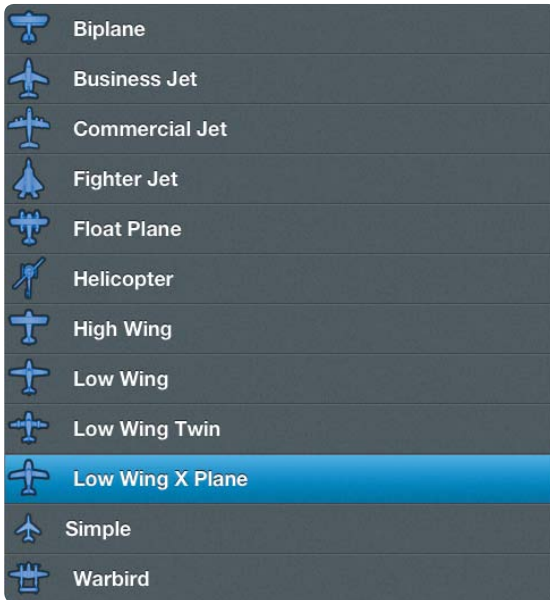 Biplane
Business Jet
Commercial Jet
Fighter Jet
Float Plane
Helicopter
High Wing
Low Wing
Low Wing Twin
Low Wing X Plane
Simple
Warbird